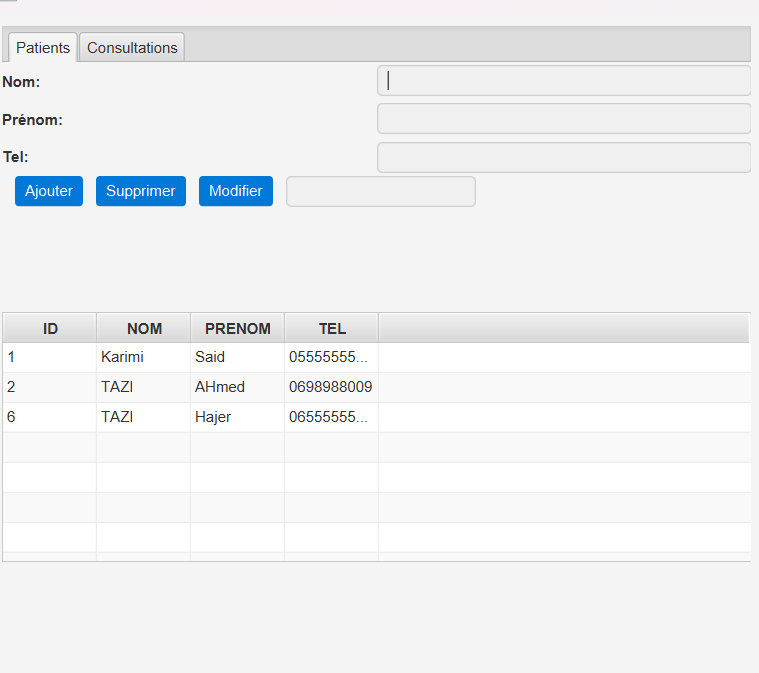 Patients Consultations
Nom:
Prénom:
Tel:
Ajouter Supprimer Modifier
ID NOM PRENOM TEL
1 Karimi Said 05555555...
2 TAZI AHmed 0698988009
6 TAZI Hajer 06555555...